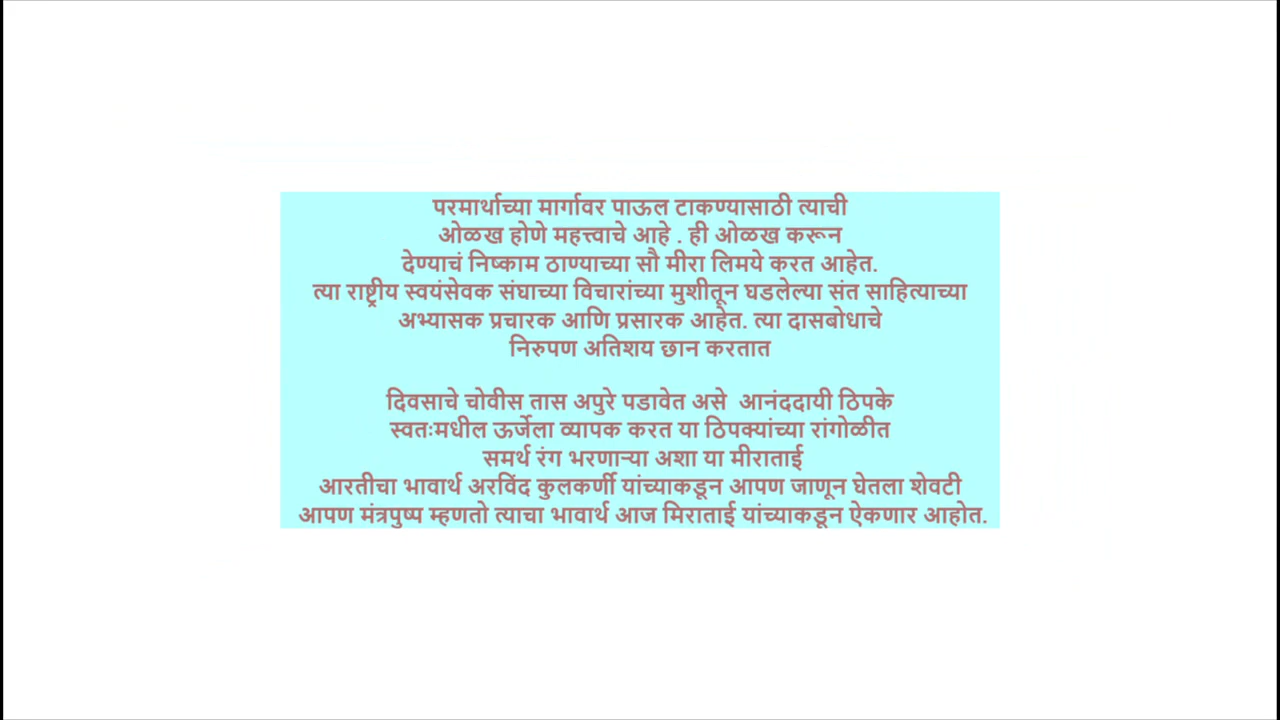 परमार्थाच्या मार्गावर पाऊल टाकण्यासाठी त्याची
ओळख होणे महत्त्वाचे आहे . ही ओळख करून
देण्याचं निष्काम ठाण्याच्या सौ मीरा लिमये करत आहेत.
त्या राष्ट्रीय स्वयंसेवक संघाच्या विचारांच्या मुशीतून घडलेल्या संत साहित्याच्या
अभ्यासक प्रचारक आणि प्रसारक आहेत. त्या दासबोधाचे
निरुपण अतिशय छान करतात
दिवसाचे चोवीस तास अपुरे पडावेत असे  आनंददायी ठिपके
स्वतःमधील ऊर्जेला व्यापक करत या ठिपक्यांच्या रांगोळीत
समर्थ रंग भरणाऱ्या अशा या मीराताई
आरतीचा भावार्थ अरविंद कुलकर्णी यांच्याकडून आपण जाणून घेतला शेवटी
आपण मंत्रपुष्प म्हणतो त्याचा भावार्थ आज मिराताई यांच्याकडून ऐकणार आहोत.